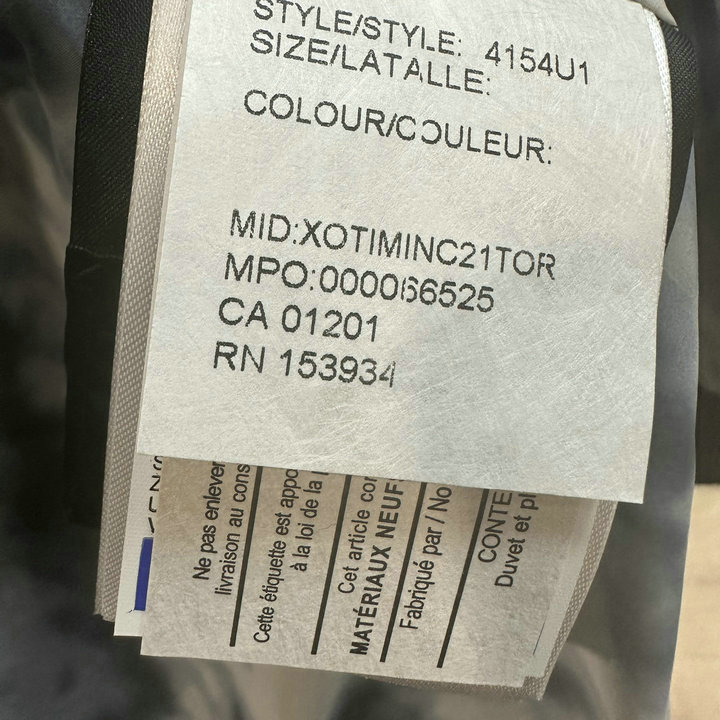 STYLE/STYLE: 4154U1
SIZE/LATALLE:
COLOUR/COULEUR:
MID:XOTIMINC21TOR
MPO:000066525
CA 01201
RN 153934
Ne pas enlever
livraison au cons
Cette étiquette est appo
à la loi de la
Cet article cor
MATÉRIAUX NEUF
Fabriqué par / No
CONTE
Duvet et pl